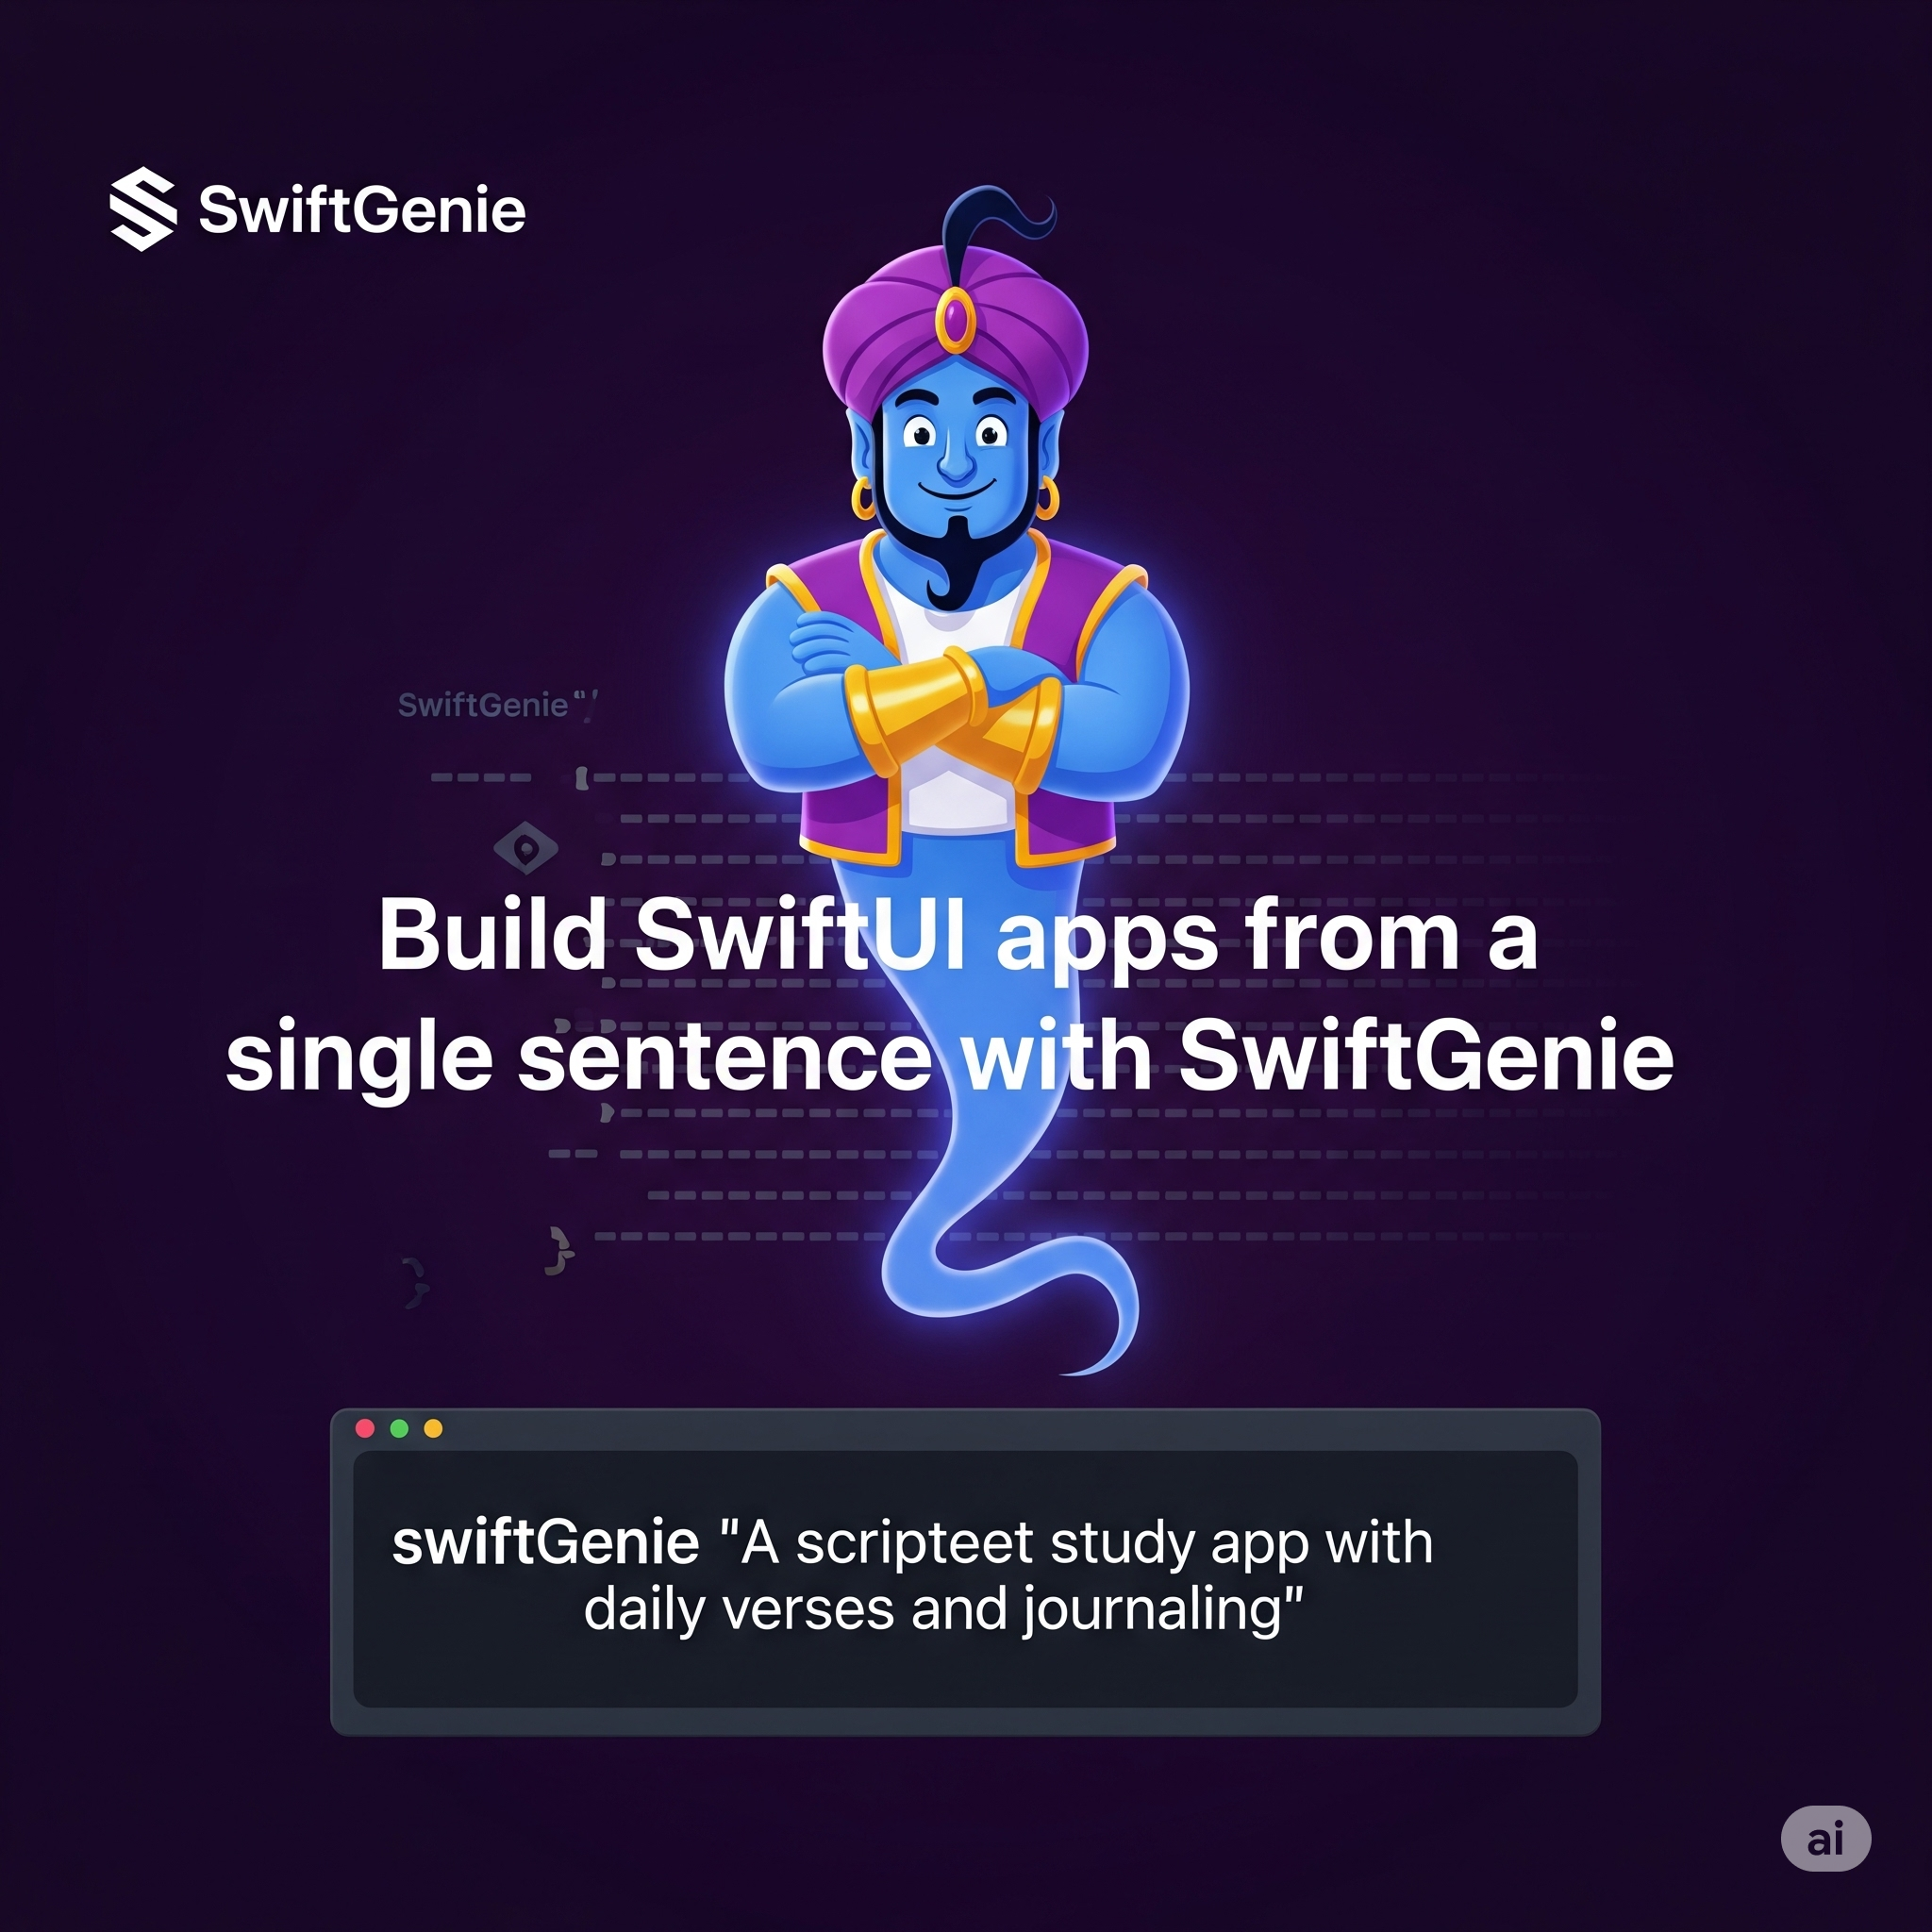 SwiftGenie
SwiftGenie"
Build SwiftUI apps from a
single sentence with SwiftGenie
swiftGenie "A scripteet study app with
daily verses and journaling"
ai